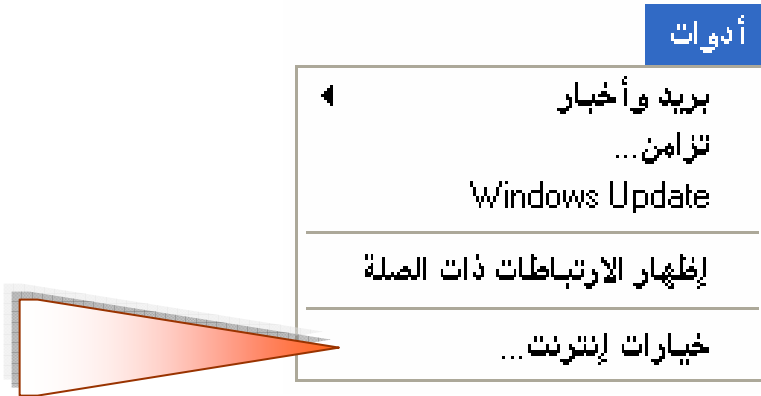 أدوات
بريد وأخبار
تزامن...
Windows Update
إظهار الارتباطات ذات الصلة
خيارات إنترنت...